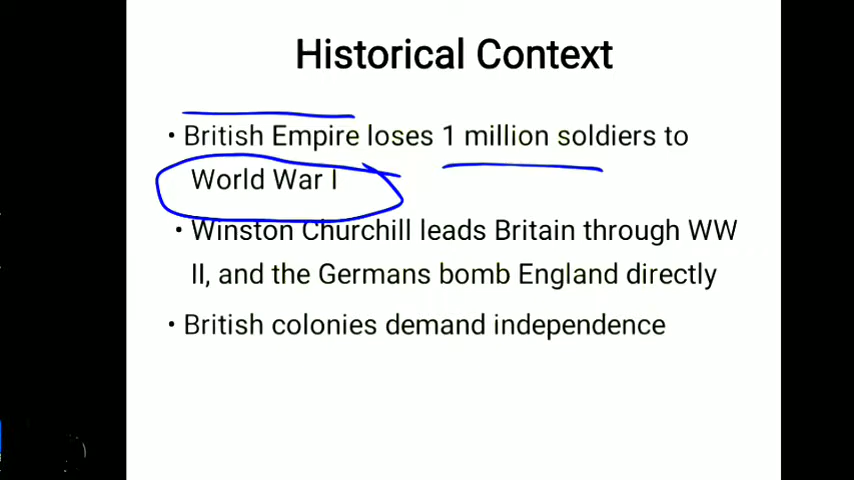 Historical Context
• British Empire loses 1 million soldiers to
World War I
• Winston Churchill leads Britain through WW
II, and the Germans bomb England directly
• British colonies demand independence